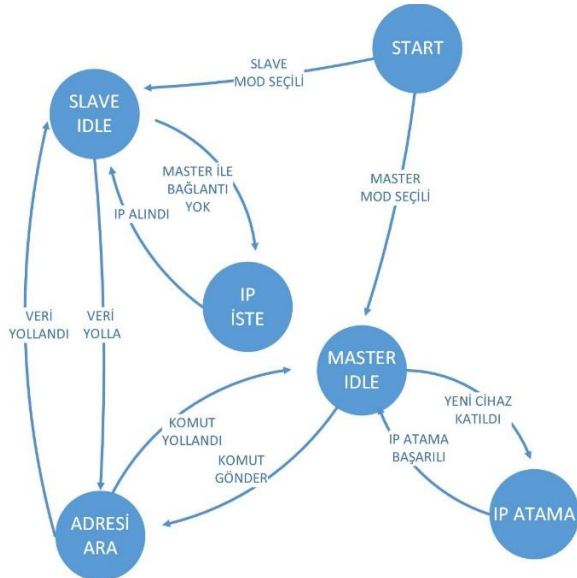 START
SLAVE
MOD SEÇİLİ
SLAVE
IDLE
MASTER İLE
BAĞLANTI
YOK
MASTER
MOD SEÇİLİ
IP ALINDI
IP
İSTE
VERİ
YOLLANDI
VERİ
YOLLA
MASTER
IDLE
YENİ CİHAZ
KATILDI
KOMUT
YOLLANDI
IP ATAMA
BAŞARILI
KOMUT
GÖNDER
IP ATAMA
ADRESİ
ARA